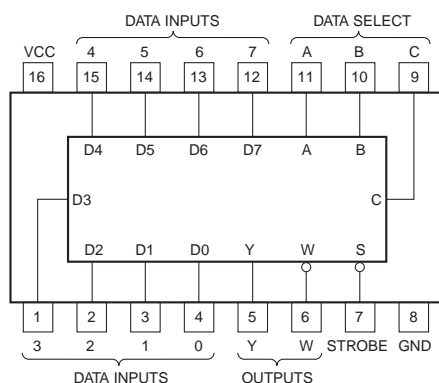 DATA INPUTS DATA SELECT
VCC 4 5 6 7 A B C
16 15 14 13 12 11 10 9
D4 D5 D6 D7 A B
D3 C
D2 D1 D0 Y W S
1 2 3 4 5 6 7 8
3 2 1 0 Y W STROBE GND
DATA INPUTS OUTPUTS